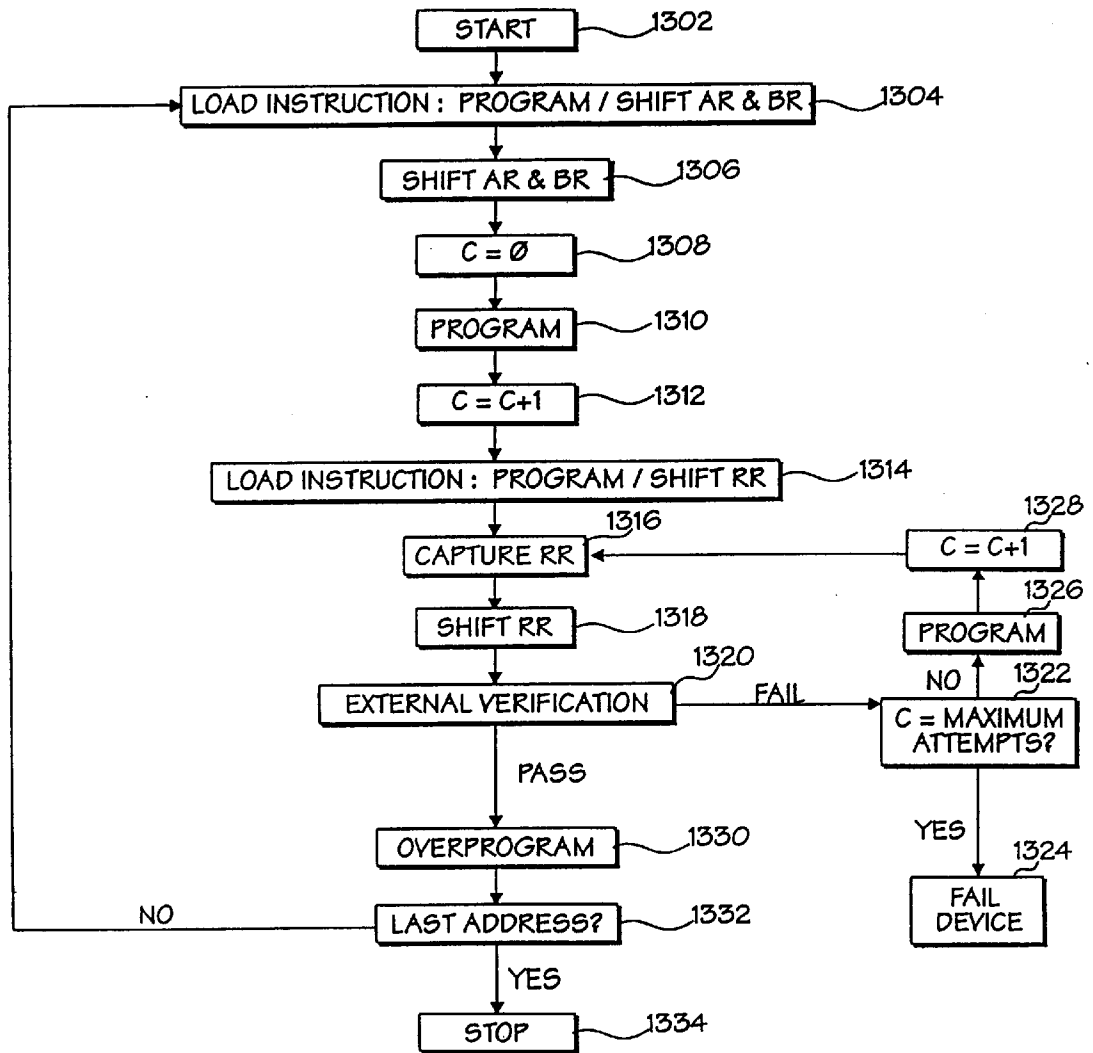 START
1302
LOAD INSTRUCTION : PROGRAM / SHIFT AR & BR
1304
SHIFT AR & BR
1306
C = Ø
1308
PROGRAM
1310
C = C+1
1312
LOAD INSTRUCTION : PROGRAM / SHIFT RR
1314
1316
CAPTURE RR
1328
C = C+1
SHIFT RR
1318
1326
PROGRAM
1320
EXTERNAL VERIFICATION
FAIL
NO
1322
C = MAXIMUM
ATTEMPTS?
PASS
YES
1324
FAIL
DEVICE
OVERPROGRAM
1330
NO
LAST ADDRESS?
1332
YES
STOP
1334